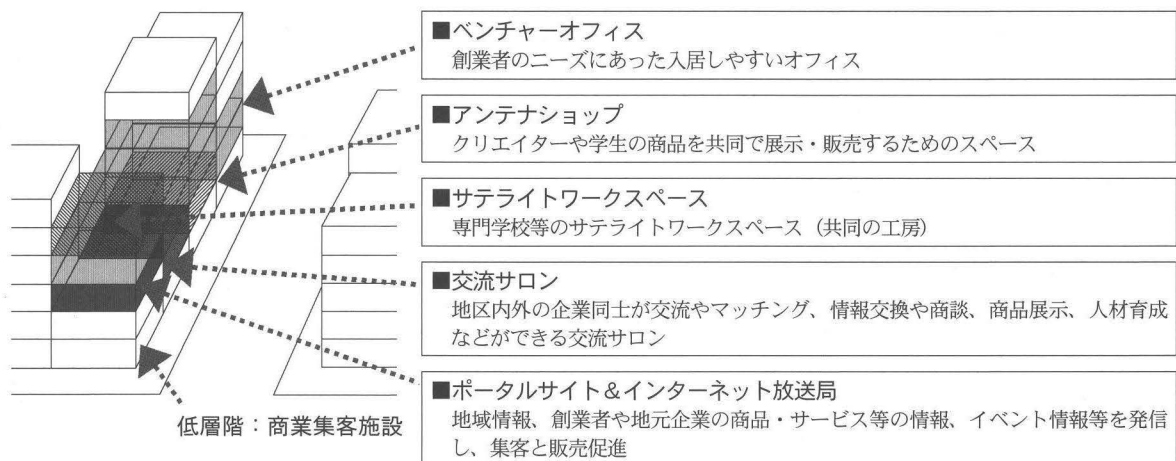 ■ベンチャーオフィス
創業者のニーズにあった入居しやすいオフィス
■アンテナショップ
クリエイターや学生の商品を共同で展示・販売するためのスペース
■サテライトワークスペース
専門学校等のサテライトワークスペース（共同の工房）
■交流サロン
地区内外の企業同士が交流やマッチング、情報交換や商談、商品展示、人材育成
などができる交流サロン
■ポータルサイト＆インターネット放送局
地域情報、創業者や地元企業の商品・サービス等の情報、イベント情報等を発信
し、集客と販売促進
低層階：商業集客施設